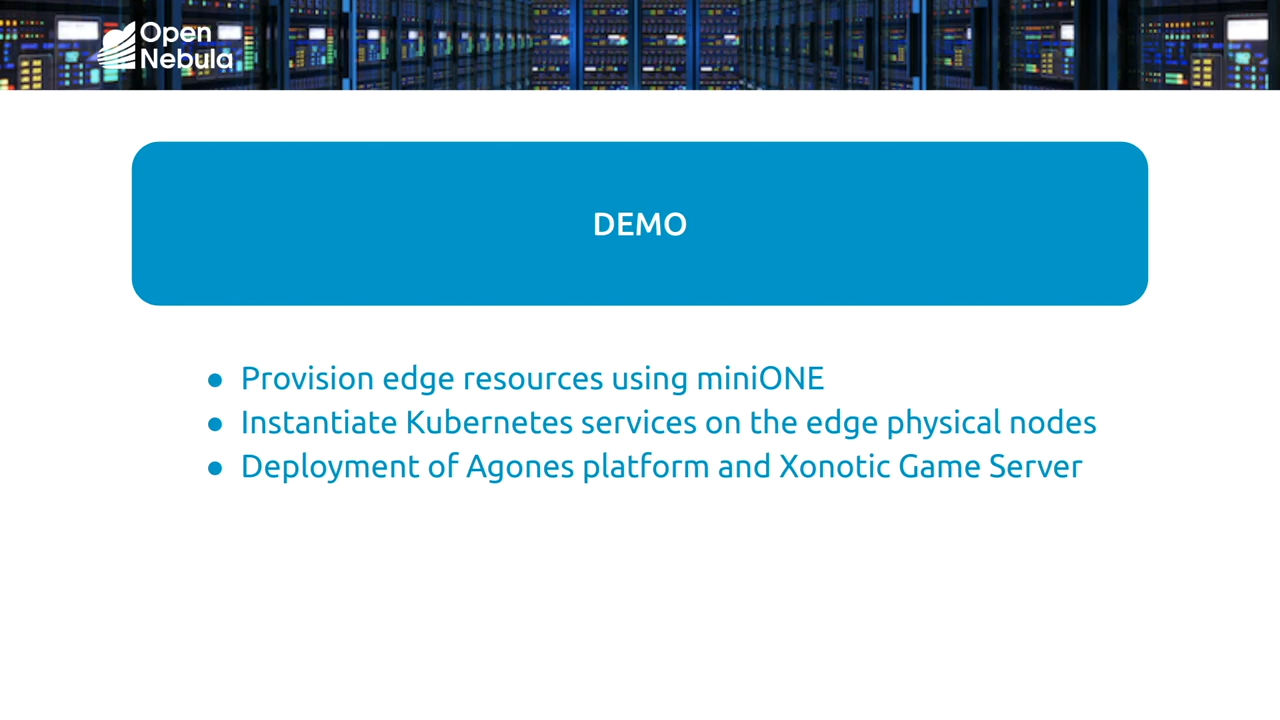 Open
Nebula
DEMO
● Provision edge resources using miniONE
● Instantiate Kubernetes services on the edge physical nodes
● Deployment of Agones platform and Xonotic Game Server